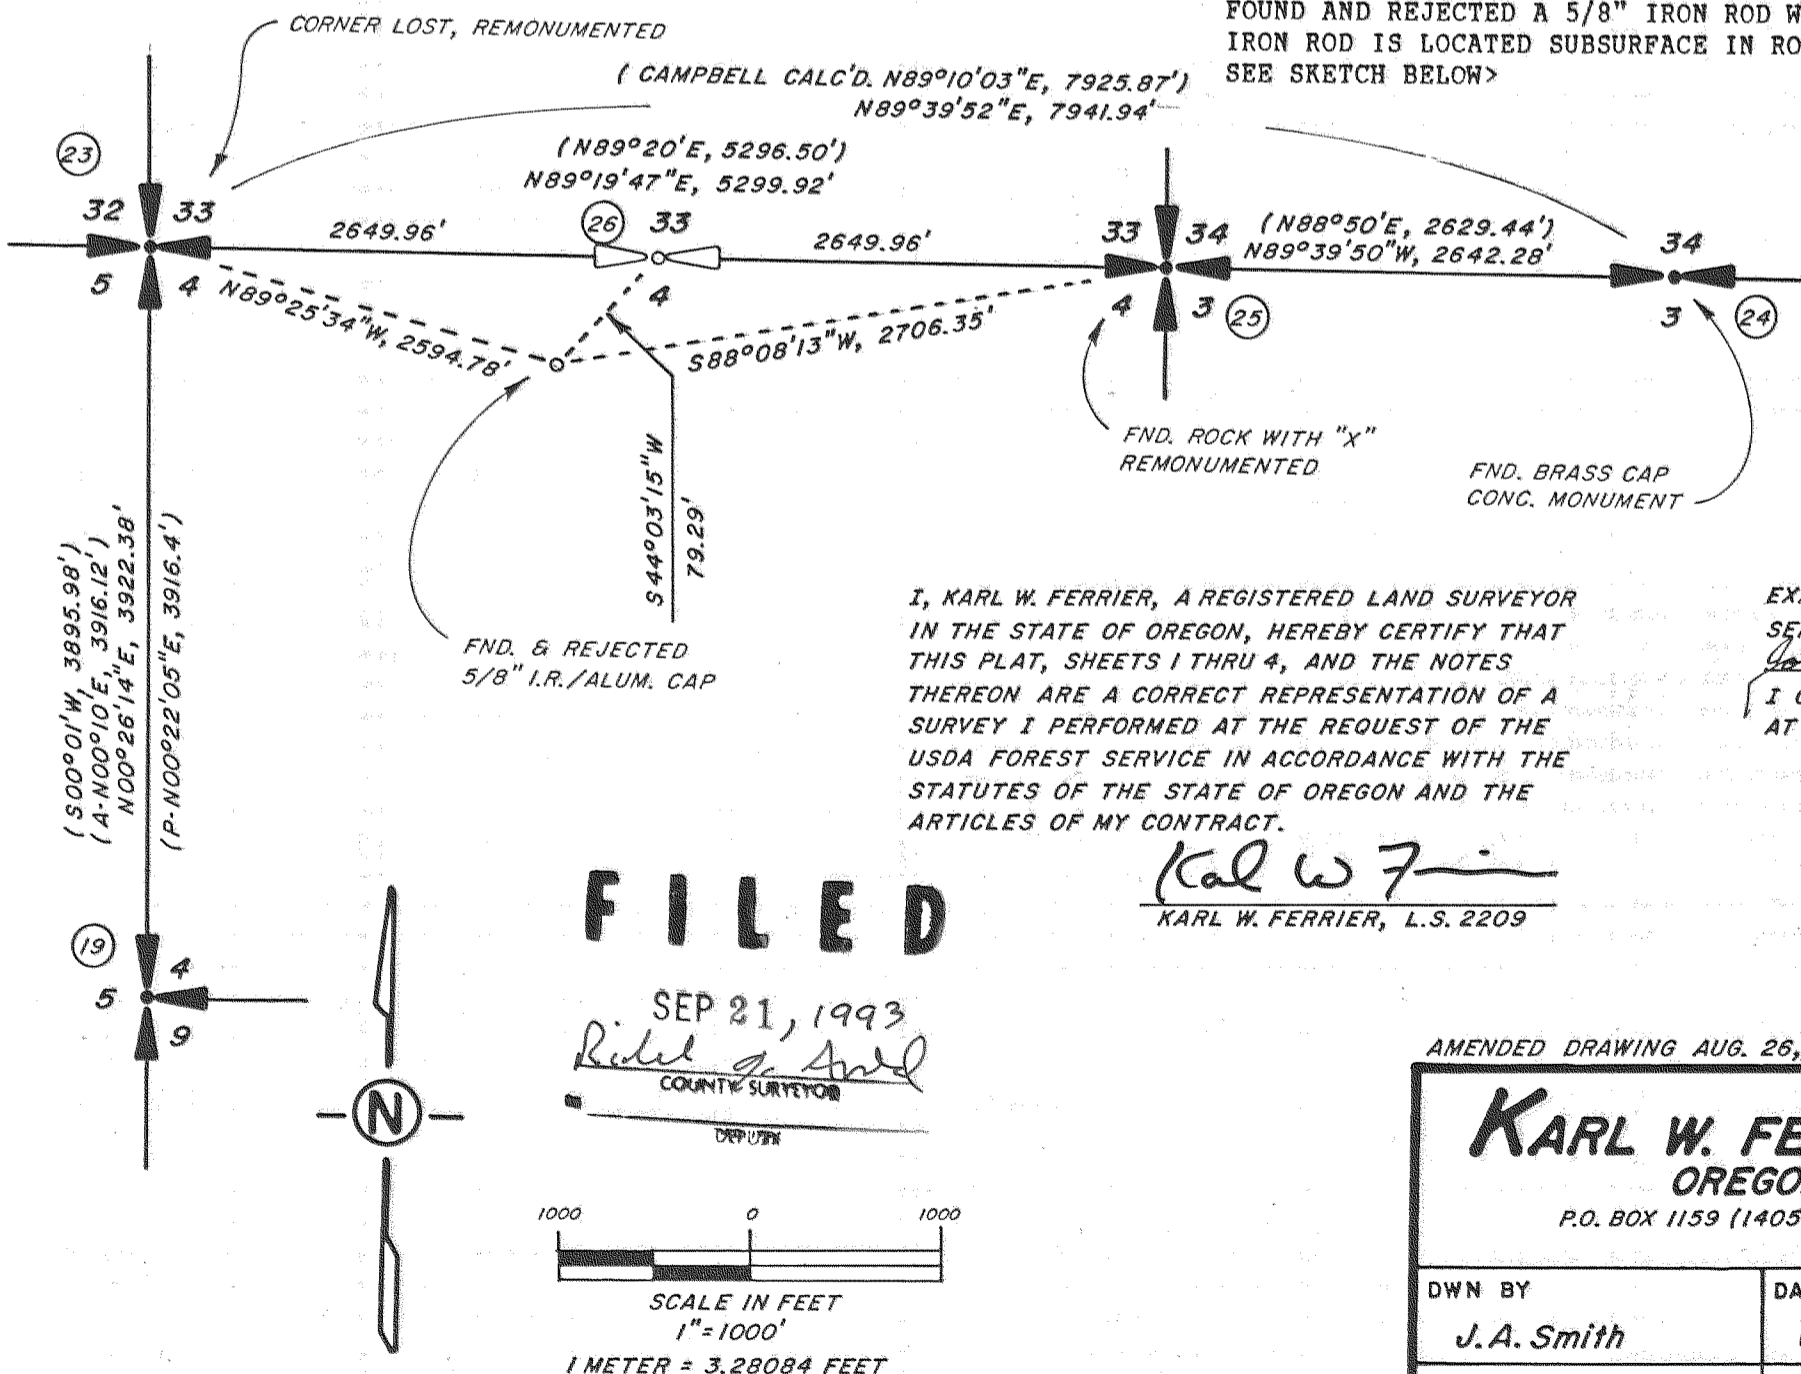 CORNER LOST, REMONUMENTED
FOUND AND REJECTED A 5/8" IRON ROD W
IRON ROD IS LOCATED SUBSURFACE IN RO
SEE SKETCH BELOW>
( CAMPBELL CALC'D. N89°10'03"E, 7925.87')
N89°39'52"E, 7941.94'
(N89°20'E, 5296.50')
N89°19'47"E, 5299.92'
23
32 33
5 4
2649.96'
26 33
4
2649.96'
33 34
4 3 25
(N88°50'E, 2629.44')
N89°39'50"W, 2642.28'
34
3 24
N89°25'34"W, 2594.78'
S88°08'13"W, 2706.35'
S44°03'15"W
79.29'
FND. ROCK WITH "X"
REMONUMENTED
FND. BRASS CAP
CONC. MONUMENT
FND. & REJECTED
5/8" I.R./ALUM. CAP
(S00°01'W, 3895.98')
(A-N00°10'E, 3916.12')
N00°26'14"E, 3922.38'
(P-N00°22'05"E, 3916.4')
19
4
5
9
I, KARL W. FERRIER, A REGISTERED LAND SURVEYOR
IN THE STATE OF OREGON, HEREBY CERTIFY THAT
THIS PLAT, SHEETS 1 THRU 4, AND THE NOTES
THEREON ARE A CORRECT REPRESENTATION OF A
SURVEY I PERFORMED AT THE REQUEST OF THE
USDA FOREST SERVICE IN ACCORDANCE WITH THE
STATUTES OF THE STATE OF OREGON AND THE
ARTICLES OF MY CONTRACT.
KARL W. FERRIER, L.S. 2209
EX
SE
I
AT
FILED
SEP 21, 1993
COUNTY SURVEYOR
DEPUTY
N
1000 0 1000
SCALE IN FEET
1"=1000'
1 METER = 3.28084 FEET
AMENDED DRAWING AUG. 26,
KARL W. FE
OREGO
P.O. BOX 1159 (1405
DWN BY
DA
J.A. Smith